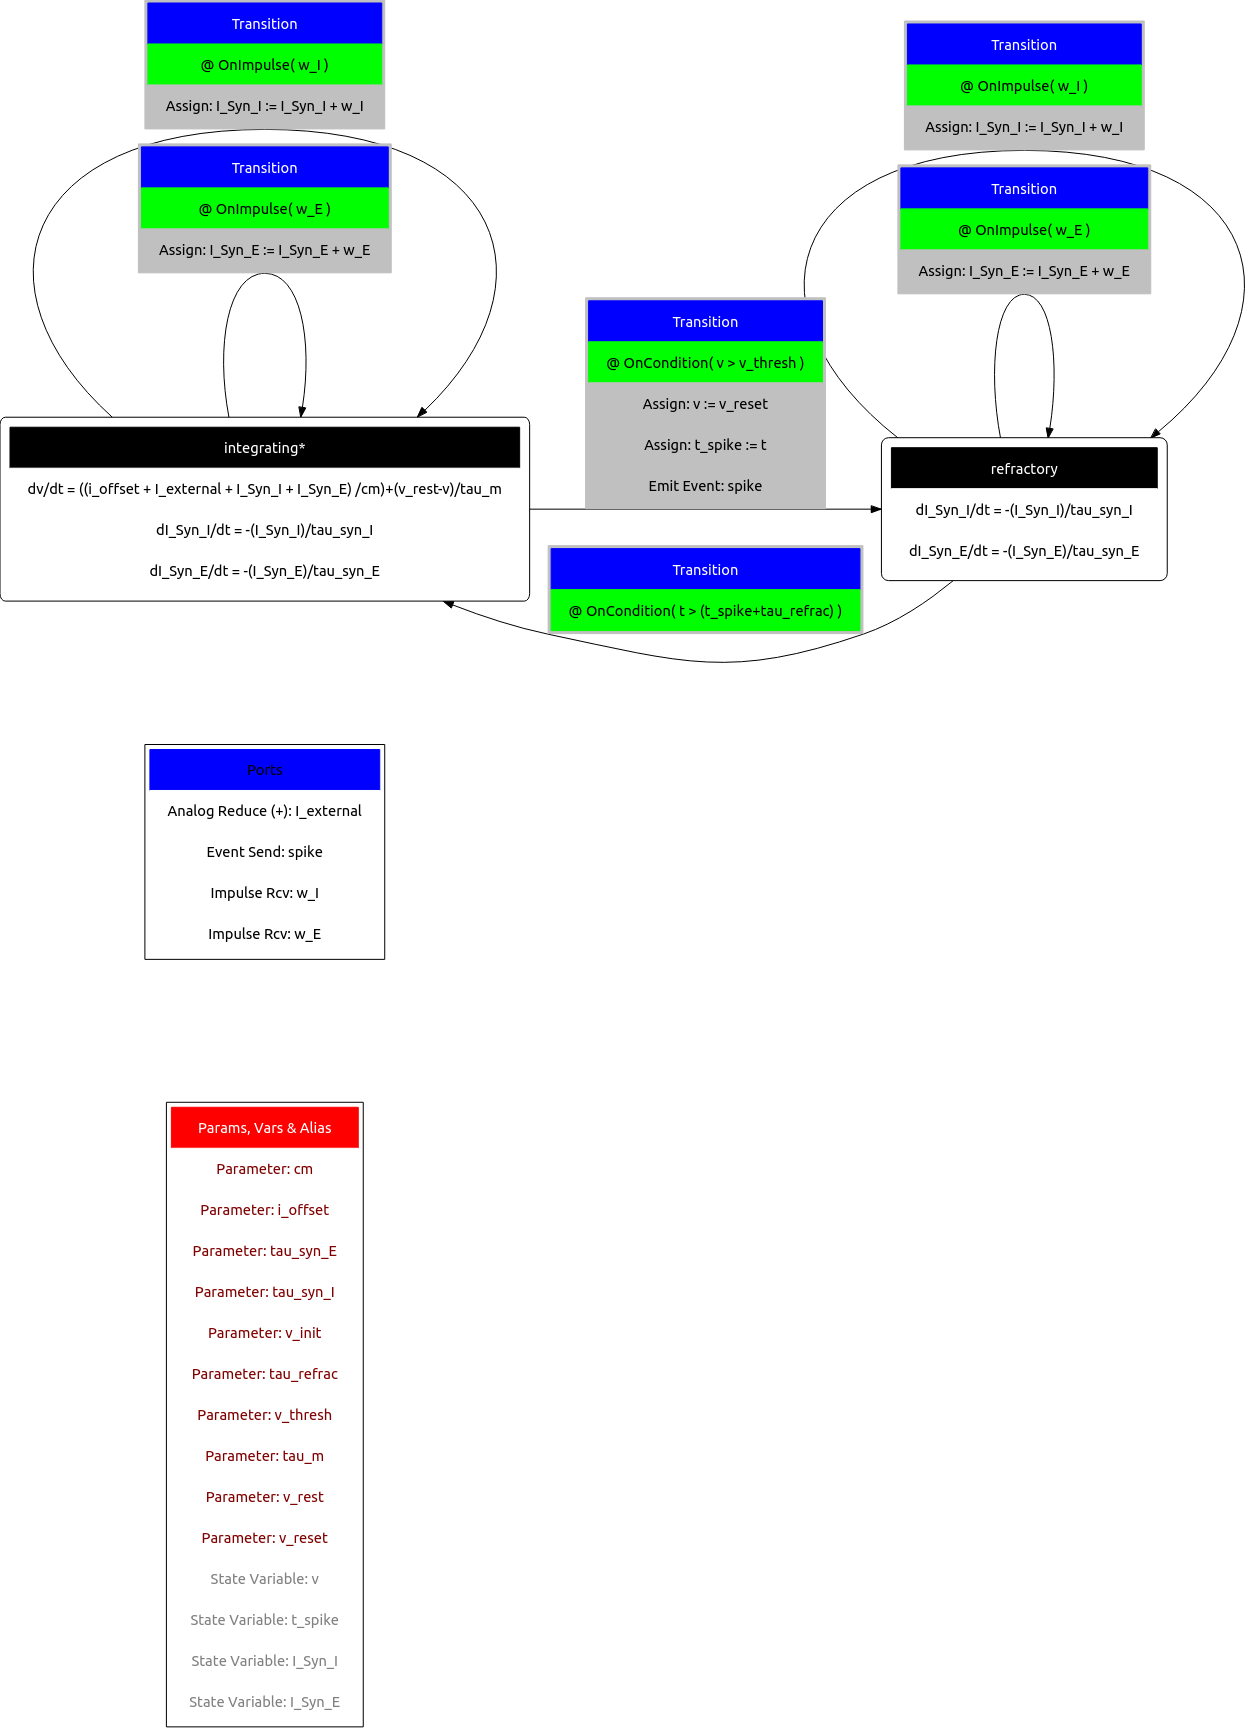 Transition
@ OnImpulse( w_I )
Assign: I_Syn_I := I_Syn_I + w_I
Transition
@ OnImpulse( w_E )
Assign: I_Syn_E := I_Syn_E + w_E
Transition
@ OnImpulse( w_I )
Assign: I_Syn_I := I_Syn_I + w_I
Transition
@ OnImpulse( w_E )
Assign: I_Syn_E := I_Syn_E + w_E
Transition
@ OnCondition( v > v_thresh )
Assign: v := v_reset
Assign: t_spike := t
Emit Event: spike
integrating*
dv/dt = ((i_offset + I_external + I_Syn_I + I_Syn_E) /cm)+(v_rest-v)/tau_m
dI_Syn_I/dt = -(I_Syn_I)/tau_syn_I
dI_Syn_E/dt = -(I_Syn_E)/tau_syn_E
refractory
dI_Syn_I/dt = -(I_Syn_I)/tau_syn_I
dI_Syn_E/dt = -(I_Syn_E)/tau_syn_E
Transition
@ OnCondition( t > (t_spike+tau_refrac) )
Ports
Analog Reduce (+): I_external
Event Send: spike
Impulse Rcv: w_I
Impulse Rcv: w_E
Params, Vars & Alias
Parameter: cm
Parameter: i_offset
Parameter: tau_syn_E
Parameter: tau_syn_I
Parameter: v_init
Parameter: tau_refrac
Parameter: v_thresh
Parameter: tau_m
Parameter: v_rest
Parameter: v_reset
State Variable: v
State Variable: t_spike
State Variable: I_Syn_I
State Variable: I_Syn_E